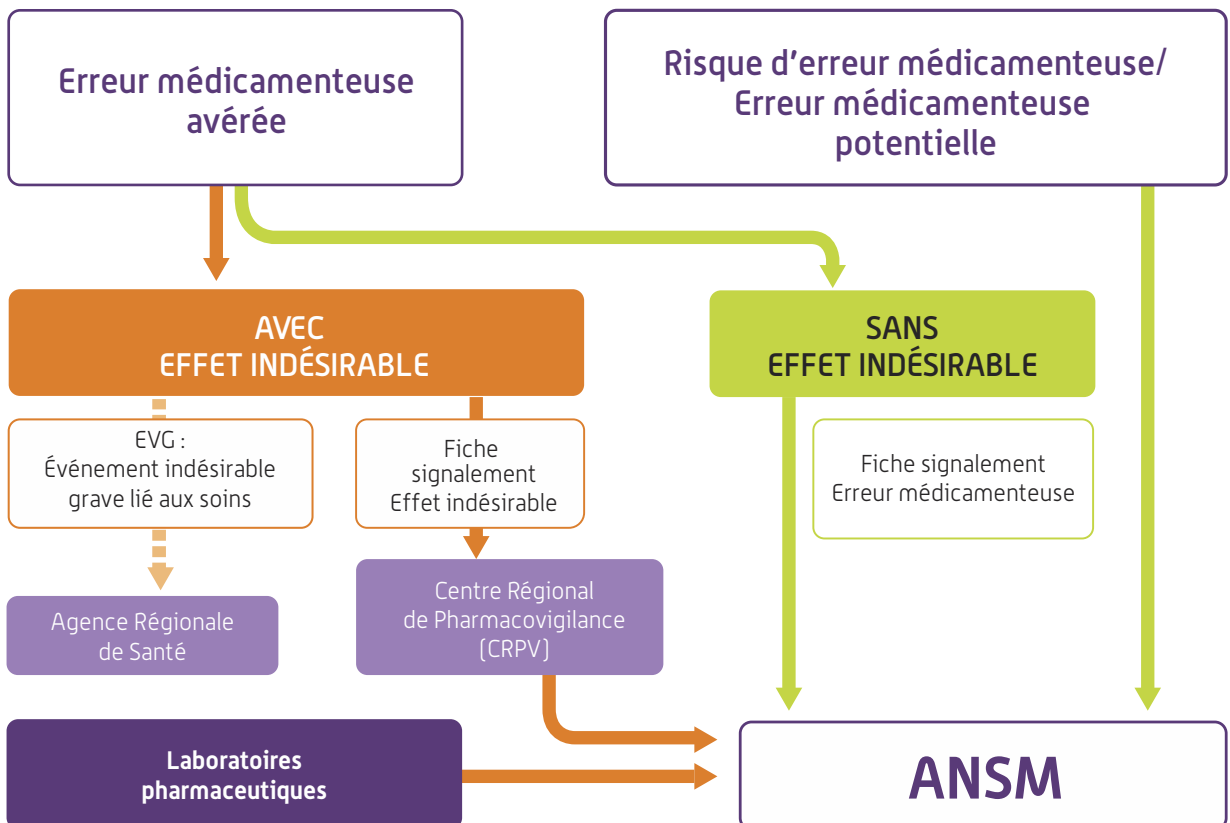 Erreur médicamenteuse
avérée
Risque d'erreur médicamenteuse/
Erreur médicamenteuse
potentielle
AVEC
EFFET INDÉSIRABLE
SANS
EFFET INDÉSIRABLE
EVG :
Événement indésirable
grave lié aux soins
Fiche
signalement
Effet indésirable
Fiche signalement
Erreur médicamenteuse
Agence Régionale
de Santé
Centre Régional
de Pharmacovigilance
(CRPV)
Laboratoires
pharmaceutiques
ANSM